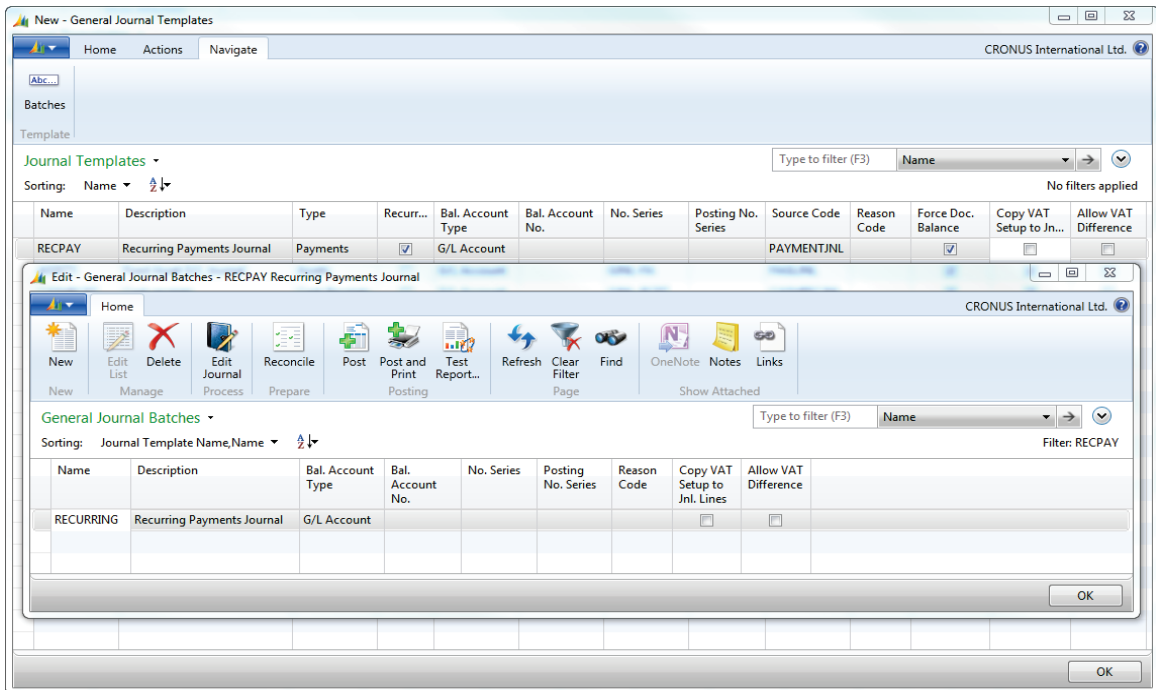 New - General Journal Templates
Home Actions Navigate CRONUS International Ltd.
Abc...
Batches
Template
Journal Templates Type to filter (F3) Name
Sorting: Name A Z No filters applied
Name Description Type Recurr... Bal. Account Type Bal. Account No. No. Series Posting No. Series Source Code Reason Code Force Doc. Balance Copy VAT Setup to Jn... Allow VAT Difference
RECPAY Recurring Payments Journal Payments G/L Account PAYMENTJNL
Edit - General Journal Batches - RECPAY Recurring Payments Journal
Home CRONUS International Ltd.
New Edit List Delete Edit Journal Reconcile Post Post and Print Test Report... Refresh Clear Filter Find OneNote Notes Links
New Manage Process Prepare Posting Page Show Attached
General Journal Batches Type to filter (F3) Name
Sorting: Journal Template Name,Name A Z Filter: RECPAY
Name Description Bal. Account Type Bal. Account No. No. Series Posting No. Series Reason Code Copy VAT Setup to Jnl. Lines Allow VAT Difference
RECURRING Recurring Payments Journal G/L Account
OK
OK